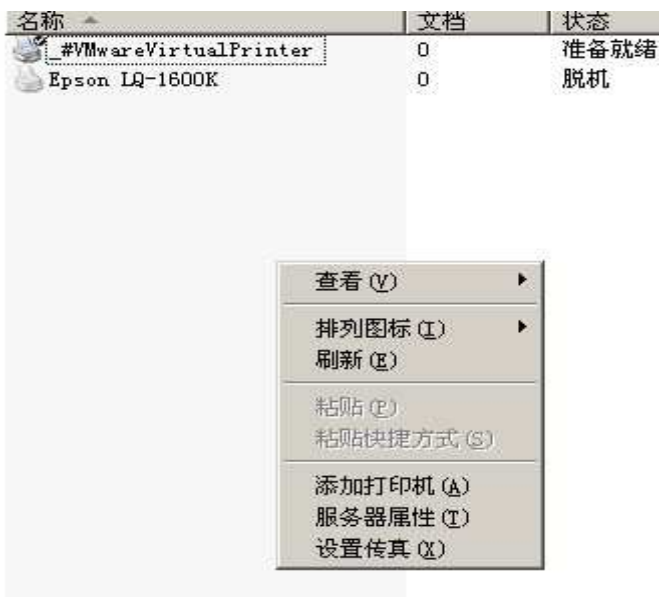 名称 文档 状态
_#VMwareVirtualPrinter 0 准备就绪
Epson LQ-1600K 0 脱机
查看(V)
排列图标(I)
刷新(E)
粘贴(P)
粘贴快捷方式(S)
添加打印机(A)
服务器属性(T)
设置传真(X)